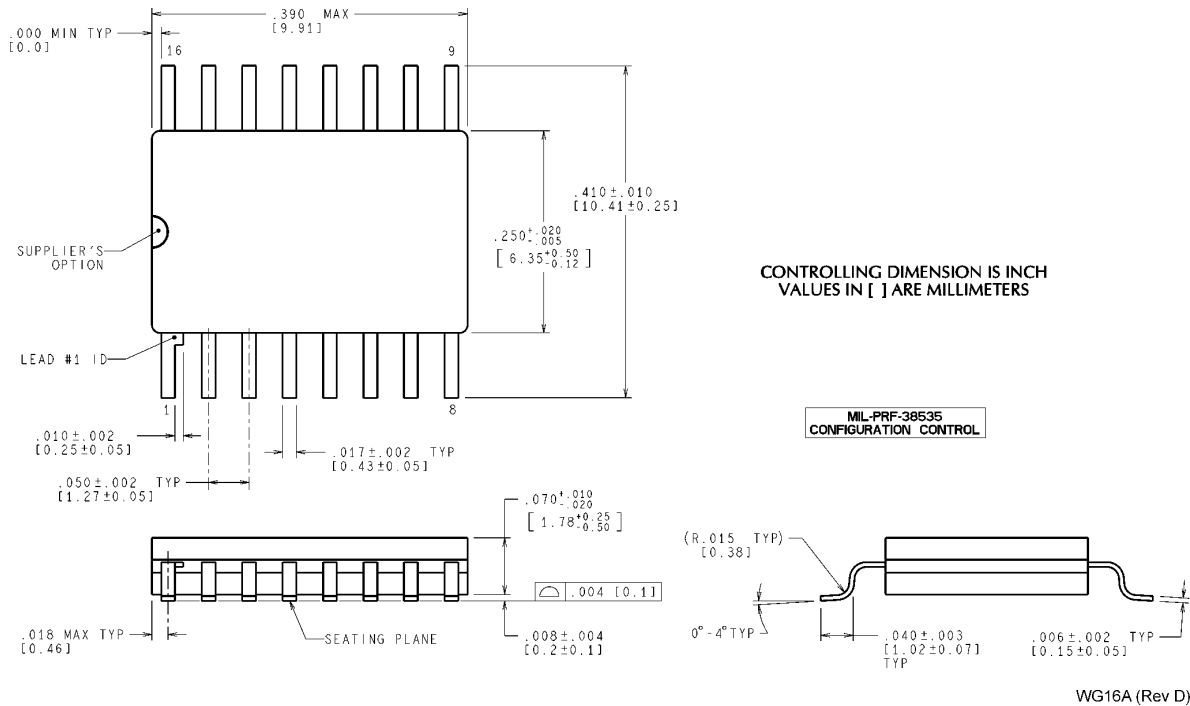 .390 MAX
[9.91]
.000 MIN TYP
[0.0]
16
9
.410±.010
[10.41±0.25]
.250+.020-.005
[ 6.35+0.50-0.12 ]
SUPPLIER'S
OPTION
CONTROLLING DIMENSION IS INCH
VALUES IN [ ] ARE MILLIMETERS
LEAD #1 ID
1
8
MIL-PRF-38535
CONFIGURATION CONTROL
.010±.002
[0.25±0.05]
.017±.002 TYP
[0.43±0.05]
.050±.002 TYP
[1.27±0.05]
.070+.010-.020
[ 1.78+0.25-0.50 ]
(R.015 TYP)
[0.38]
⌓ .004 [0.1]
.018 MAX TYP
[0.46]
SEATING PLANE
.008±.004
[0.2±0.1]
0°-4° TYP
.040±.003
[1.02±0.07]
TYP
.006±.002 TYP
[0.15±0.05]
WG16A (Rev D)